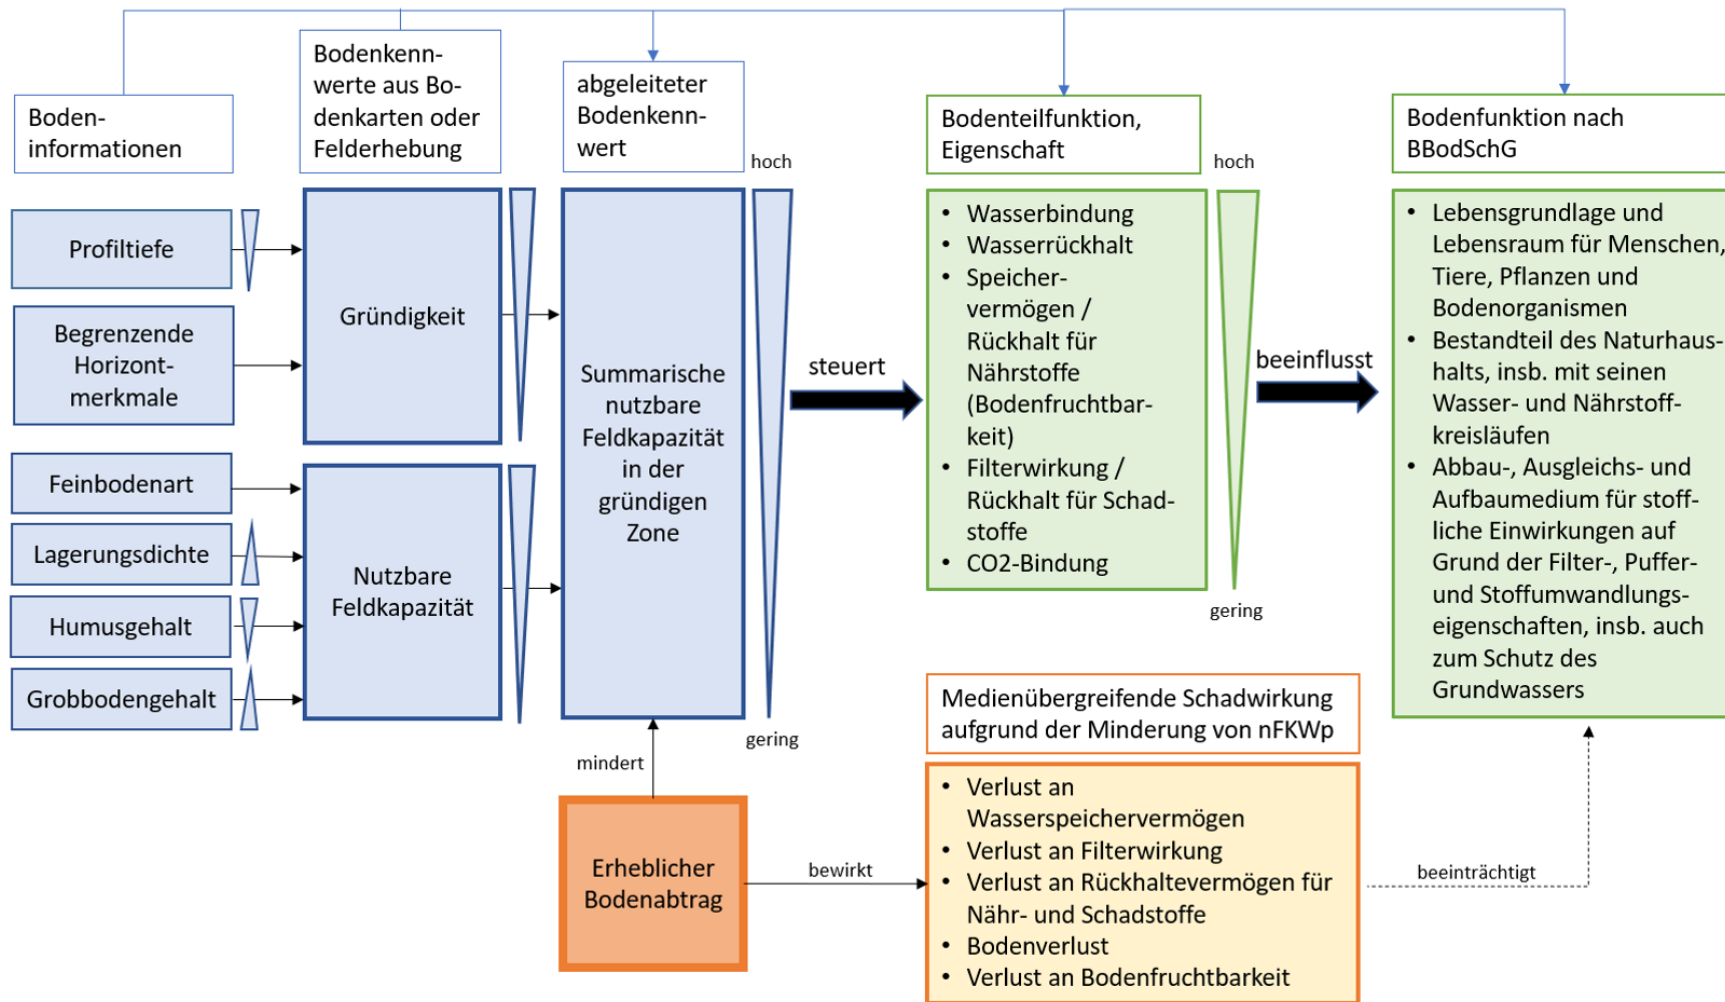 Boden-
informationen
Bodenkenn-
werte aus Bo-
denkarten oder
Felderhebung
abgeleiteter
Bodenkenn-
wert
hoch
Bodenteilfunktion,
Eigenschaft
hoch
Bodenfunktion nach
BBodSchG
Profiltiefe
Begrenzende
Horizont-
merkmale
Feinbodenart
Lagerungsdichte
Humusgehalt
Grobbodengehalt
Gründigkeit
Nutzbare
Feldkapazität
Summarische
nutzbare
Feldkapazität
in der
gründigen
Zone
gering
steuert
• Wasserbindung
• Wasserrückhalt
• Speicher-
vermögen /
Rückhalt für
Nährstoffe
(Bodenfruchtbar-
keit)
• Filterwirkung /
Rückhalt für Schad-
stoffe
• CO2-Bindung
gering
beeinflusst
• Lebensgrundlage und
Lebensraum für Menschen,
Tiere, Pflanzen und
Bodenorganismen
• Bestandteil des Naturhaus-
halts, insb. mit seinen
Wasser- und Nährstoff-
kreisläufen
• Abbau-, Ausgleichs- und
Aufbaumedium für stoff-
liche Einwirkungen auf
Grund der Filter-, Puffer-
und Stoffumwandlungs-
eigenschaften, insb. auch
zum Schutz des
Grundwassers
mindert
Erheblicher
Bodenabtrag
bewirkt
Medienübergreifende Schadwirkung
aufgrund der Minderung von nFKWp
• Verlust an
Wasserspeichervermögen
• Verlust an Filterwirkung
• Verlust an Rückhaltevermögen für
Nähr- und Schadstoffe
• Bodenverlust
• Verlust an Bodenfruchtbarkeit
beeinträchtigt